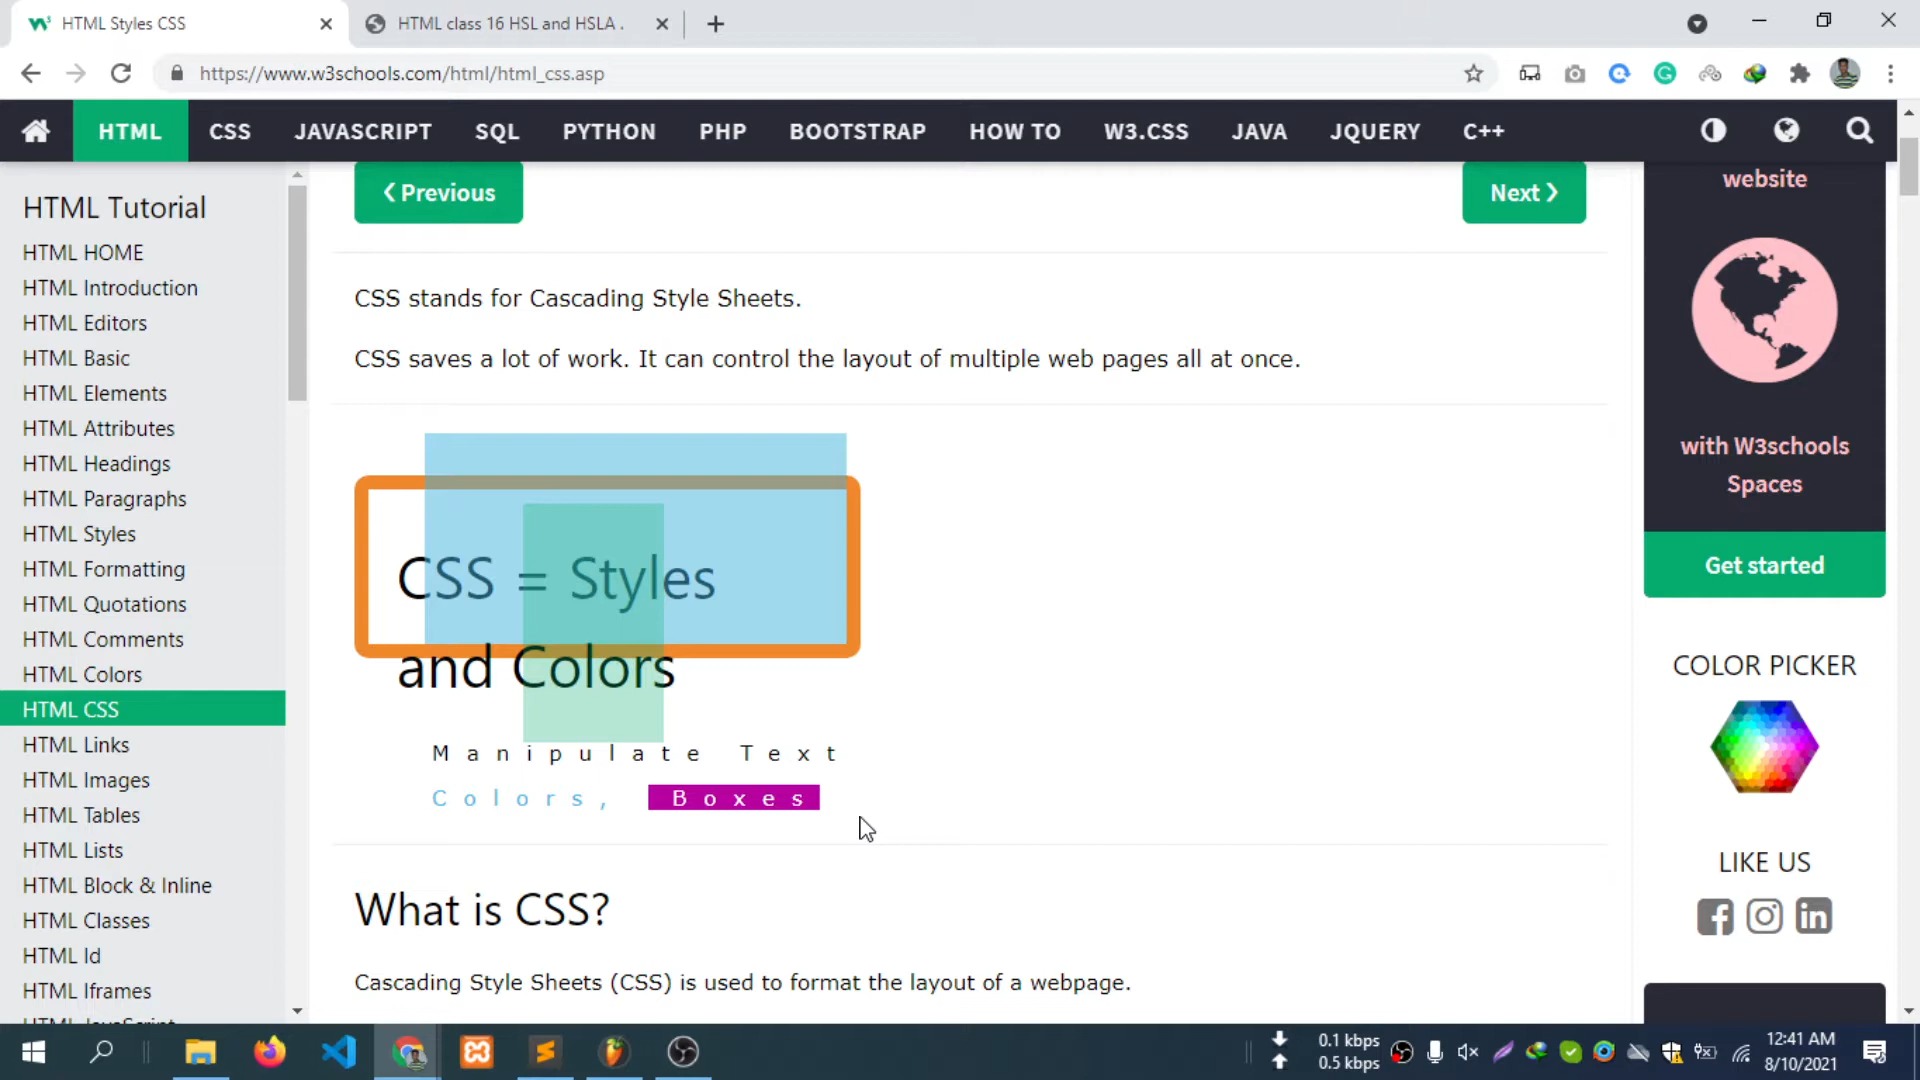 HTML Styles CSS
HTML class 16 HSL and HSLA .
https://www.w3schools.com/html/html_css.asp
HTML CSS JAVASCRIPT SQL PYTHON PHP BOOTSTRAP HOW TO W3.CSS JAVA JQUERY C++
HTML Tutorial
HTML HOME
HTML Introduction
HTML Editors
HTML Basic
HTML Elements
HTML Attributes
HTML Headings
HTML Paragraphs
HTML Styles
HTML Formatting
HTML Quotations
HTML Comments
HTML Colors
HTML CSS
HTML Links
HTML Images
HTML Tables
HTML Lists
HTML Block & Inline
HTML Classes
HTML Id
HTML Iframes
HTML JavaScript
❮ Previous
Next ❯
CSS stands for Cascading Style Sheets.
CSS saves a lot of work. It can control the layout of multiple web pages all at once.
CSS = Styles
and Colors
Manipulate Text
Colors, Boxes
What is CSS?
Cascading Style Sheets (CSS) is used to format the layout of a webpage.
website
with W3schools
Spaces
Get started
COLOR PICKER
LIKE US
0.1 kbps
0.5 kbps
12:41 AM
8/10/2021